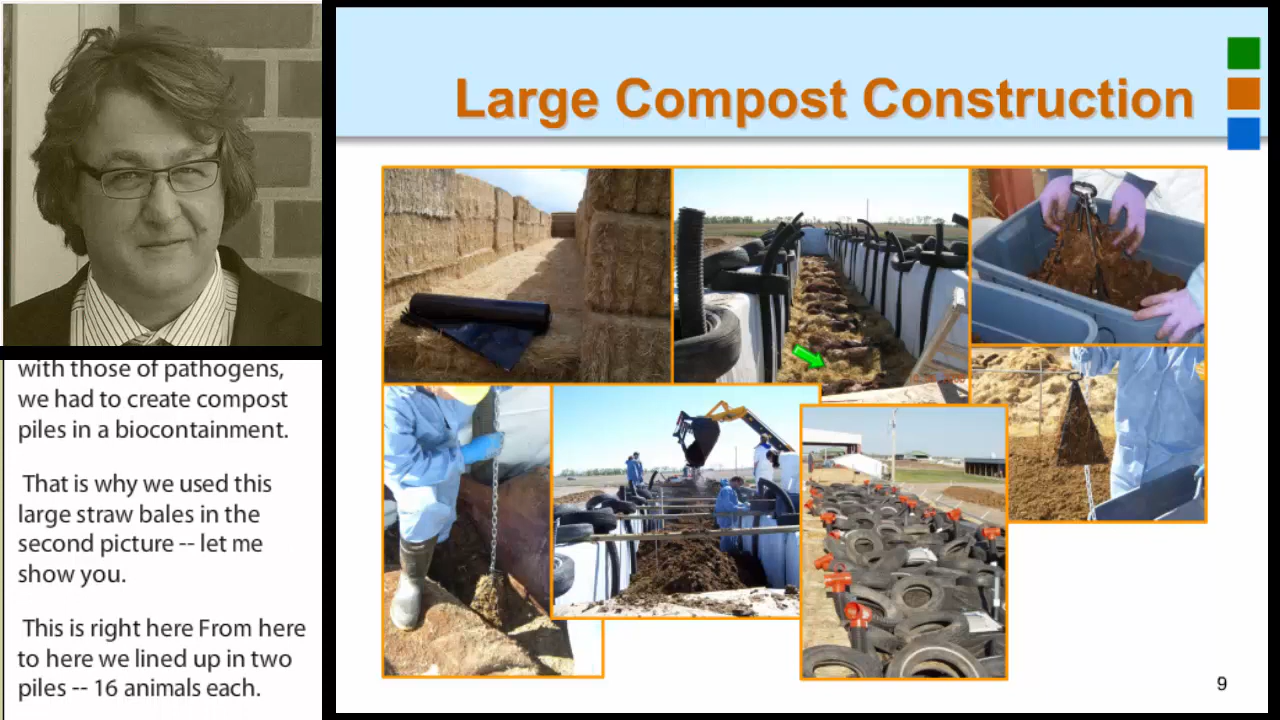 Large Compost Construction
with those of pathogens,
we had to create compost
piles in a biocontainment.
That is why we used this
large straw bales in the
second picture -- let me
show you.
This is right here From here
to here we lined up in two
piles -- 16 animals each.
9